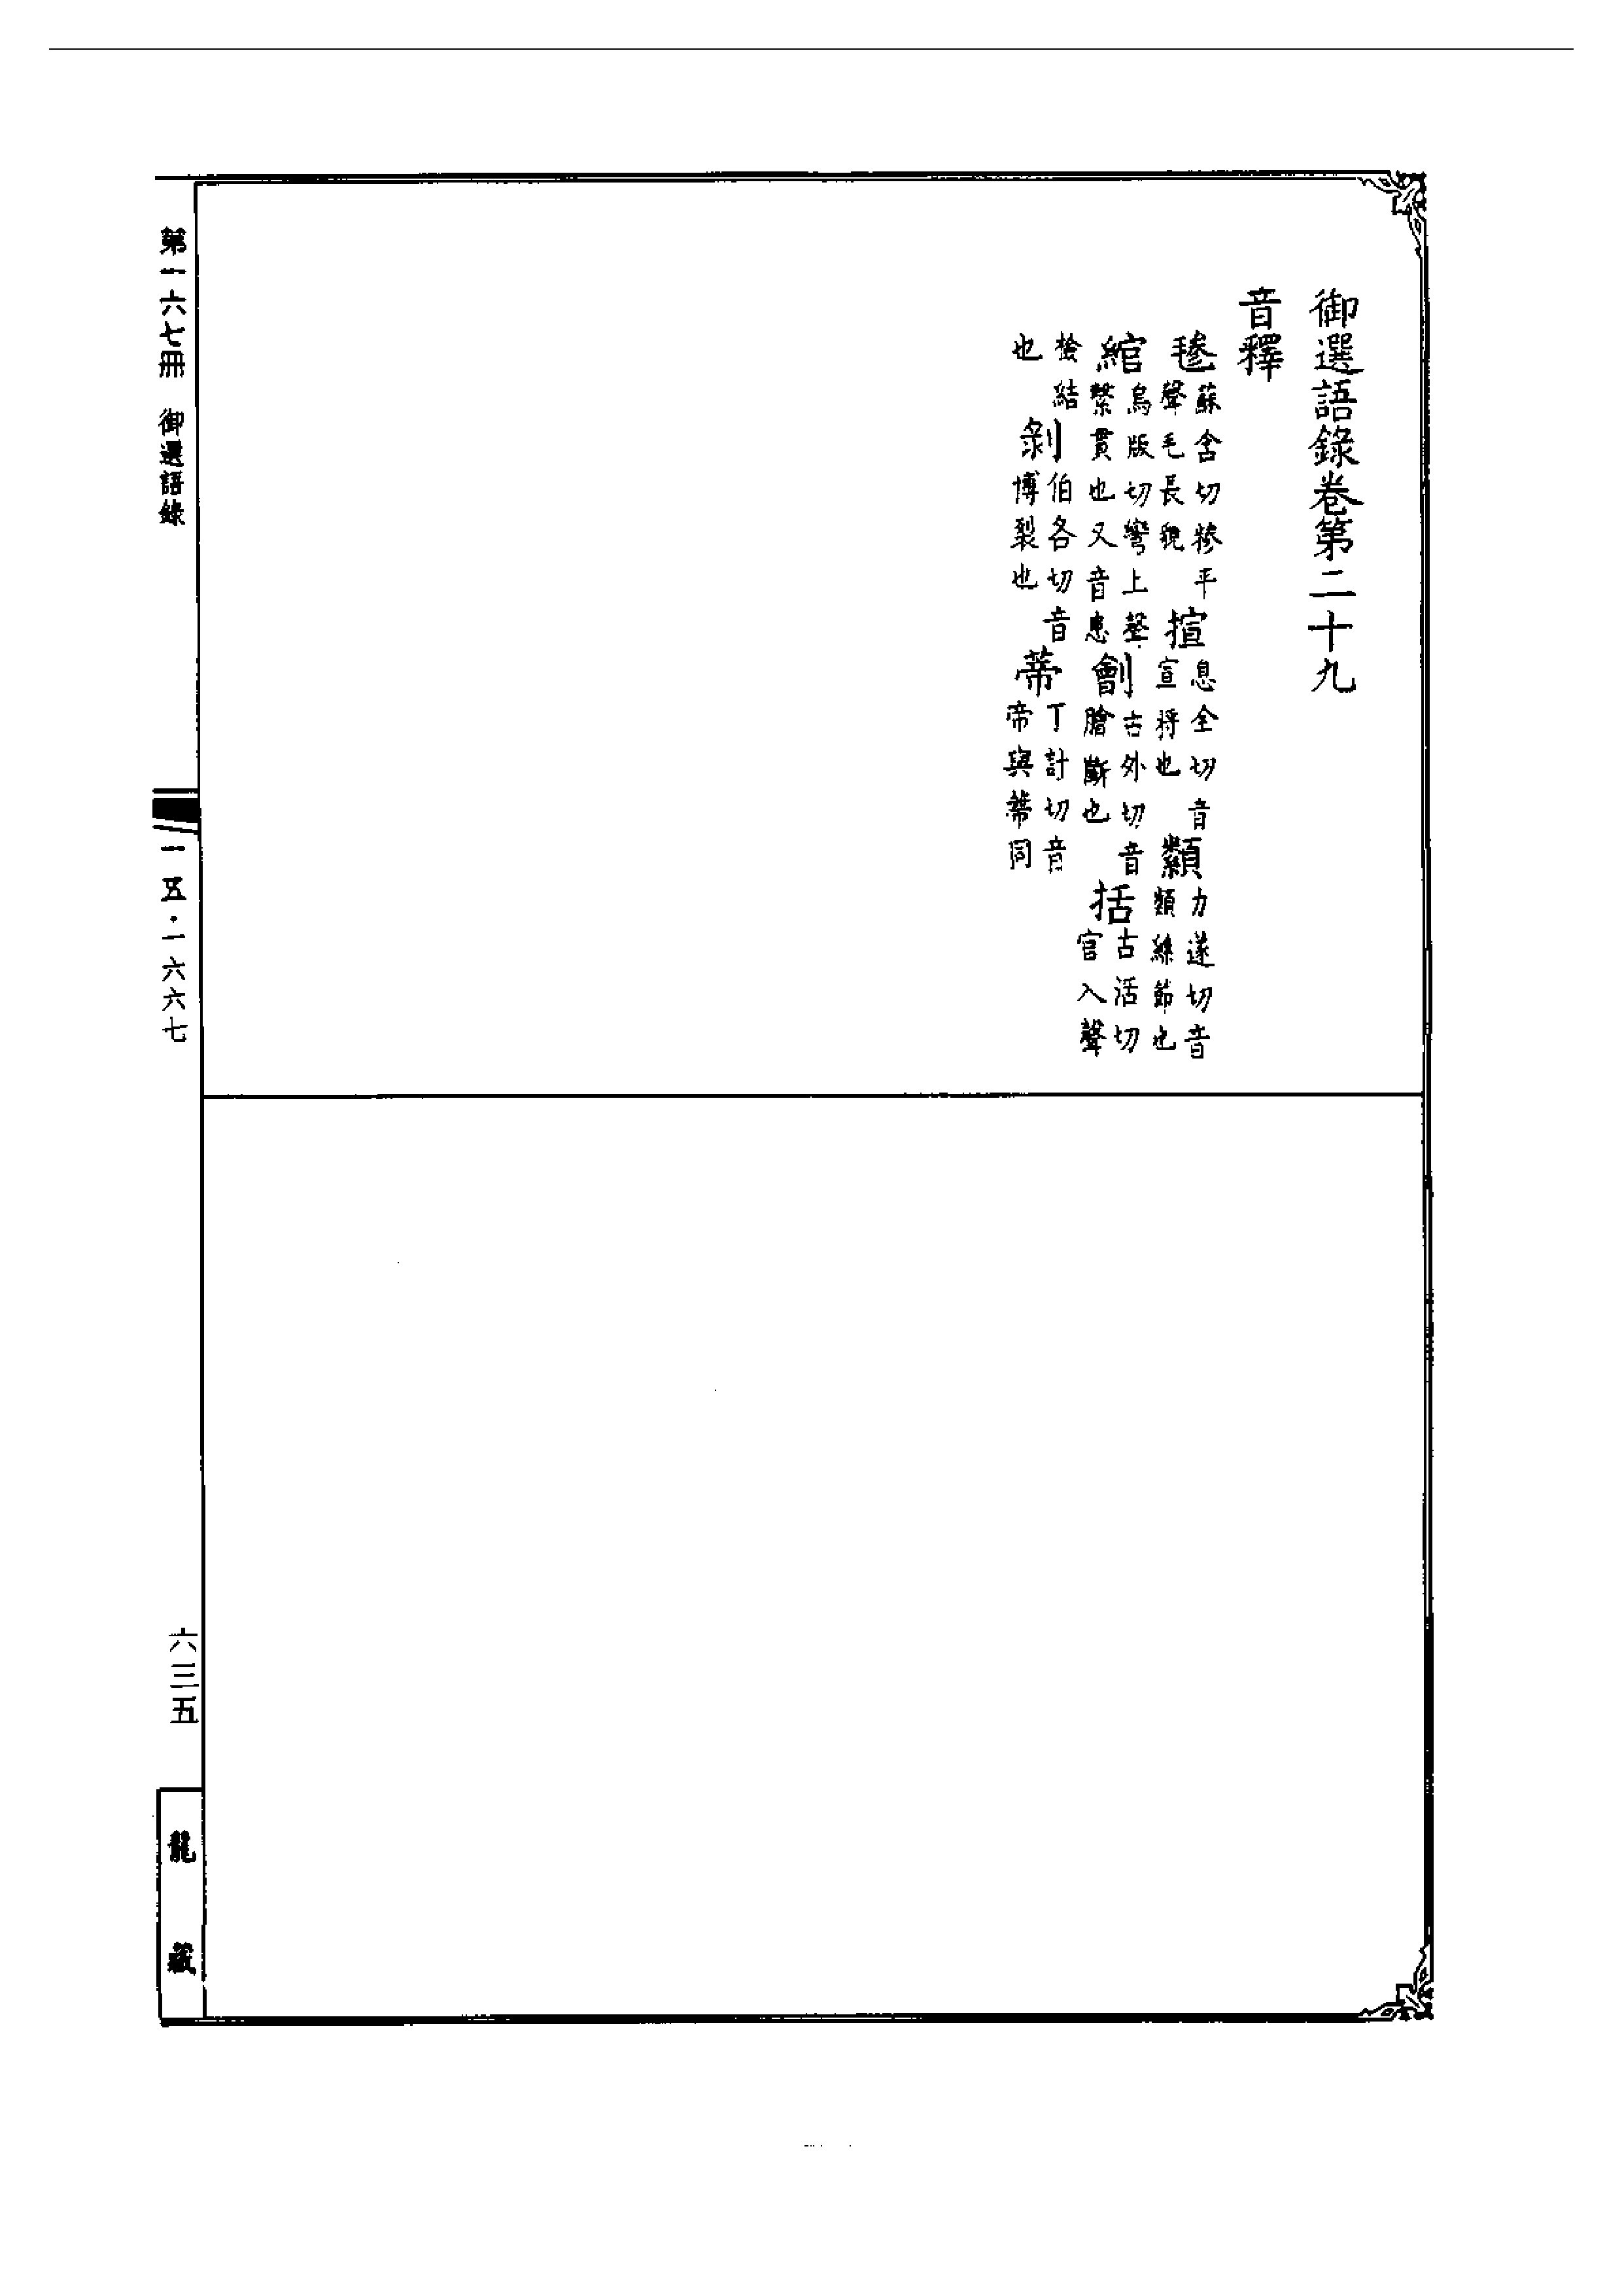 御選語錄卷第二十九
音釋
毿蘇含切糝平聲毛長貌 揎息全切音宣捋也 纇力遂切音類絲節也
綰烏版切彎上聲繫貫也又音患 劊古外切音膾斷也 括古活切官入聲
檢結也 剝伯各切音博裂也 蒂丁計切音帝與蔕同
第一六七冊 御選語錄
一五·一六六七
六三五
龍藏